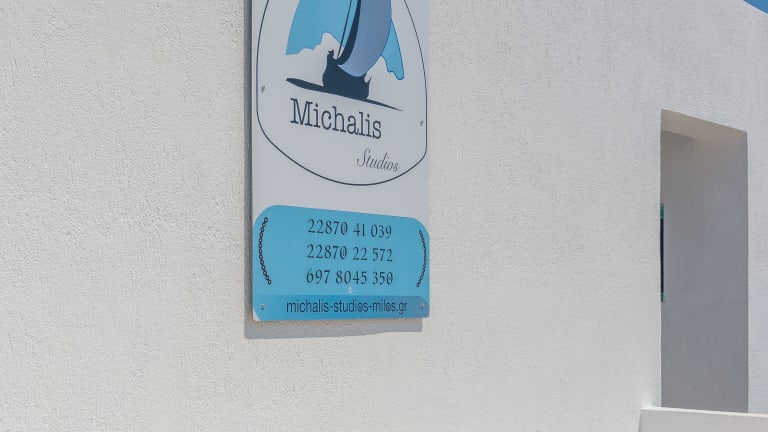 Michalis
Studios
22870 41 039
22870 22 572
697 8045 350
michalis-studios-milos.gr